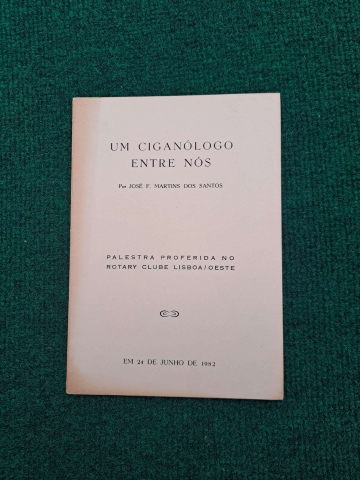 UM CIGANÓLOGO
ENTRE NÓS
Por JOSÉ F. MARTINS DOS SANTOS
PALESTRA PROFERIDA NO
ROTARY CLUBE LISBOA/OESTE
EM 24 DE JUNHO DE 1982